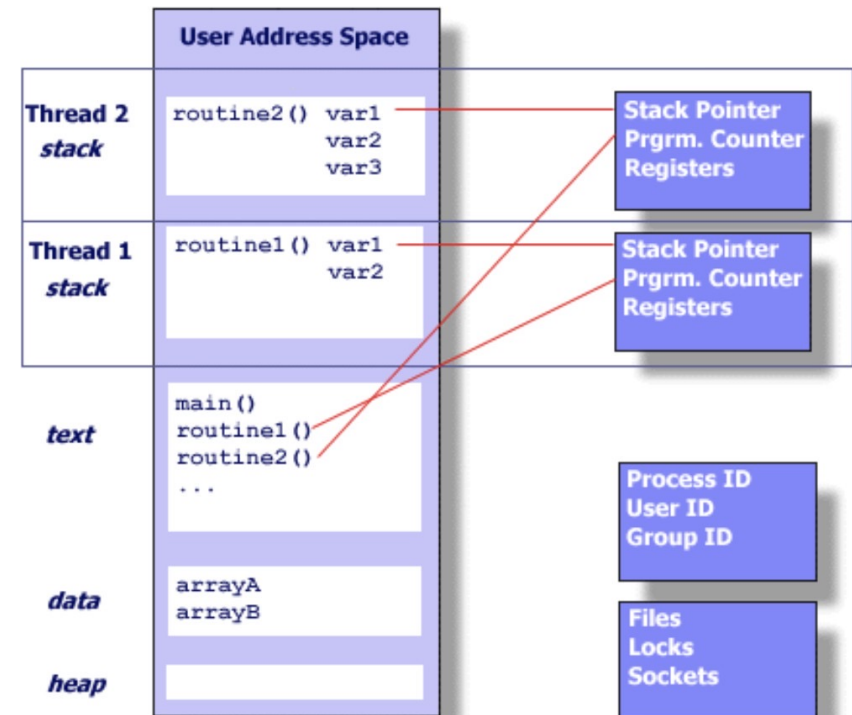 User Address Space
Thread 2
stack
routine2() var1
var2
var3
Stack Pointer
Prgrm. Counter
Registers
Thread 1
stack
routine1() var1
var2
Stack Pointer
Prgrm. Counter
Registers
text
main()
routine1()
routine2()
...
Process ID
User ID
Group ID
data
arrayA
arrayB
Files
Locks
Sockets
heap